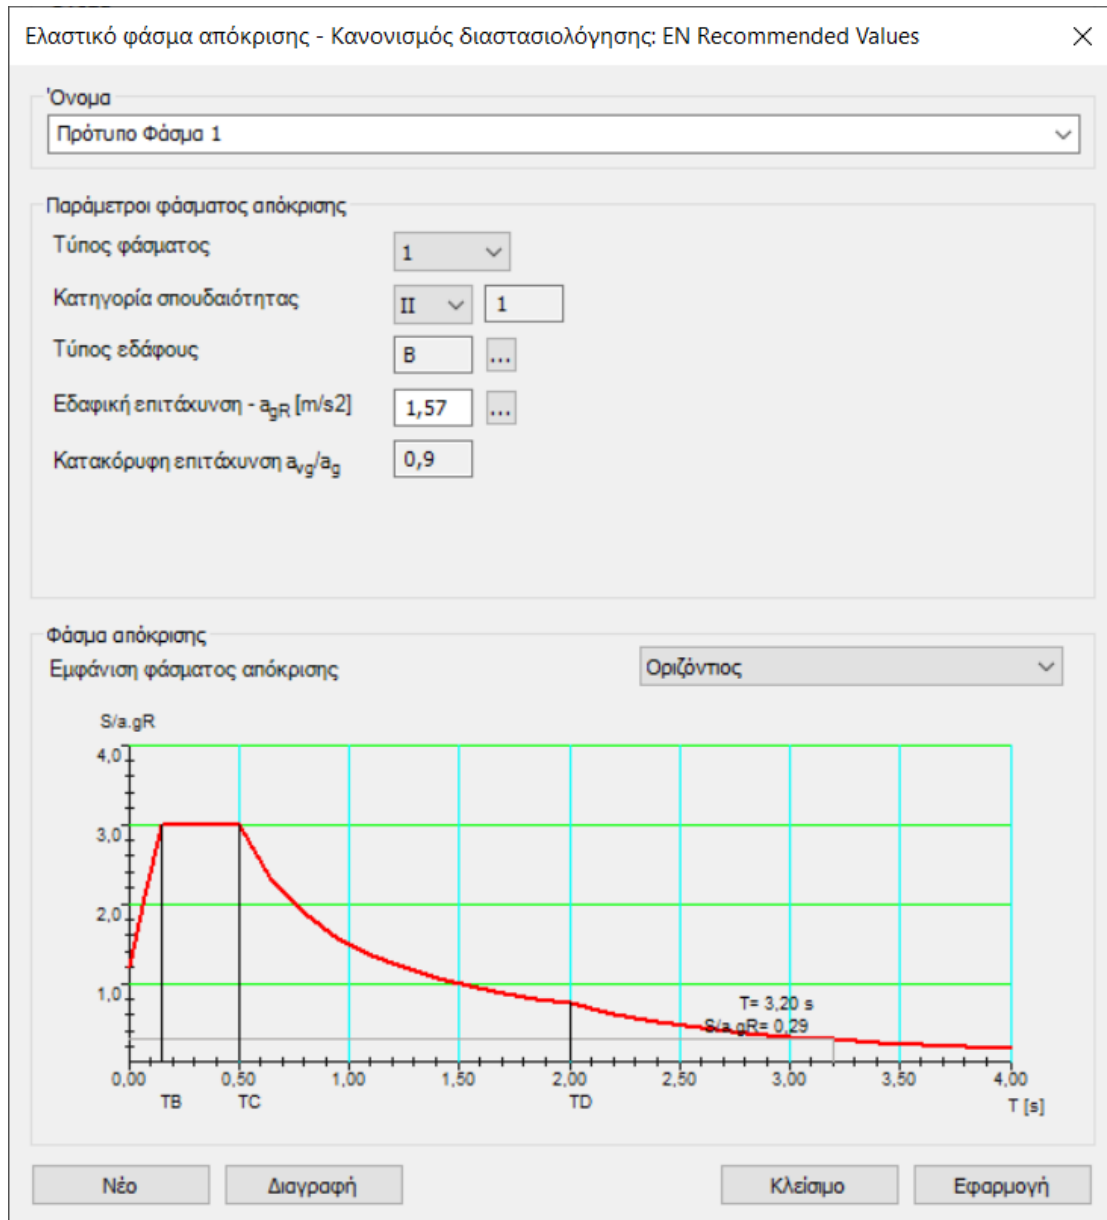 Ελαστικό φάσμα απόκρισης - Κανονισμός διαστασιολόγησης: EN Recommended Values
Όνομα
Πρότυπο Φάσμα 1
Παράμετροι φάσματος απόκρισης
Τύπος φάσματος 1
Κατηγορία σπουδαιότητας II 1
Τύπος εδάφους B ...
Εδαφική επιτάχυνση - agR [m/s2] 1,57 ...
Κατακόρυφη επιτάχυνση avg/ag 0,9
Φάσμα απόκρισης
Εμφάνιση φάσματος απόκρισης Οριζόντιος
S/a.gR
4,0
3,0
2,0
1,0
T= 3,20 s
S/a.gR= 0,29
0,00 0,50 1,00 1,50 2,00 2,50 3,00 3,50 4,00
TB TC TD T [s]
Νέο Διαγραφή Κλείσιμο Εφαρμογή